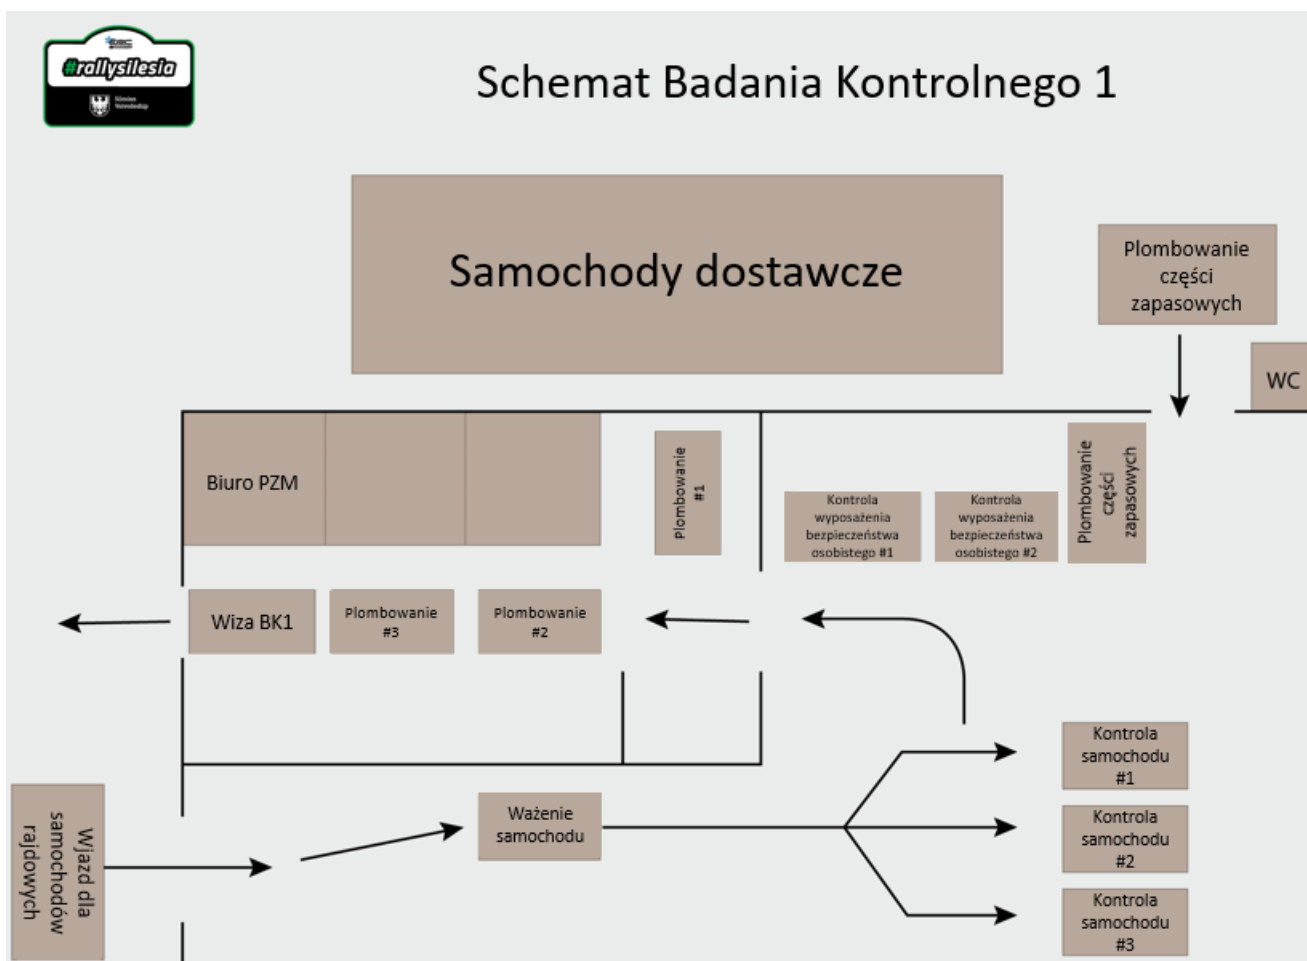 #rallysilesia
Schemat Badania Kontrolnego 1
Samochody dostawcze
Plombowanie
części
zapasowych
WC
Biuro PZM
Plombowanie
#1
Kontrola
wyposażenia
bezpieczeństwa
osobistego #1
Kontrola
wyposażenia
bezpieczeństwa
osobistego #2
Plombowanie
części
zapasowych
Wiza BK1
Plombowanie
#3
Plombowanie
#2
Kontrola
samochodu
#1
Wjazd dla
samochodów
rajdowych
Ważenie
samochodu
Kontrola
samochodu
#2
Kontrola
samochodu
#3